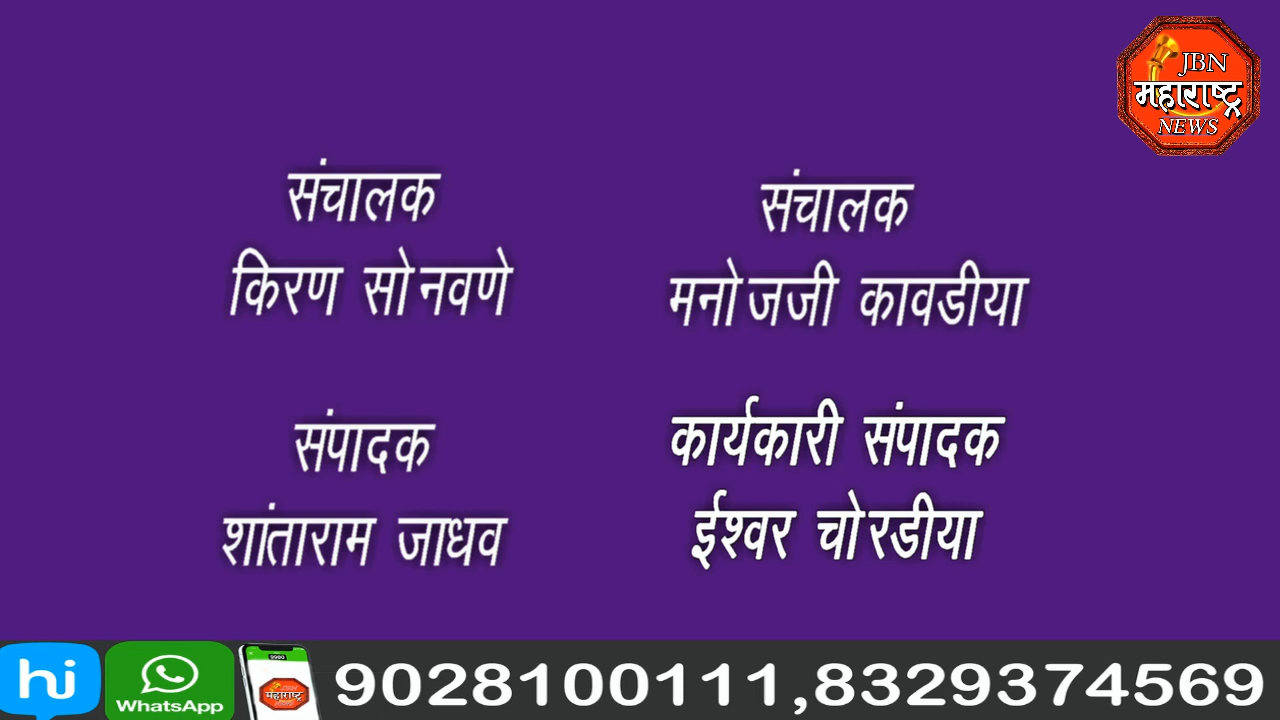 JBN
महाराष्ट्र
NEWS
संचालक
किरण सोनवणे
संचालक
मनोजजी कावडीया
संपादक
शांताराम जाधव
कार्यकारी संपादक
ईश्वर चोरडीया
hi
WhatsApp
महाराष्ट्र
9028100111,8329374569